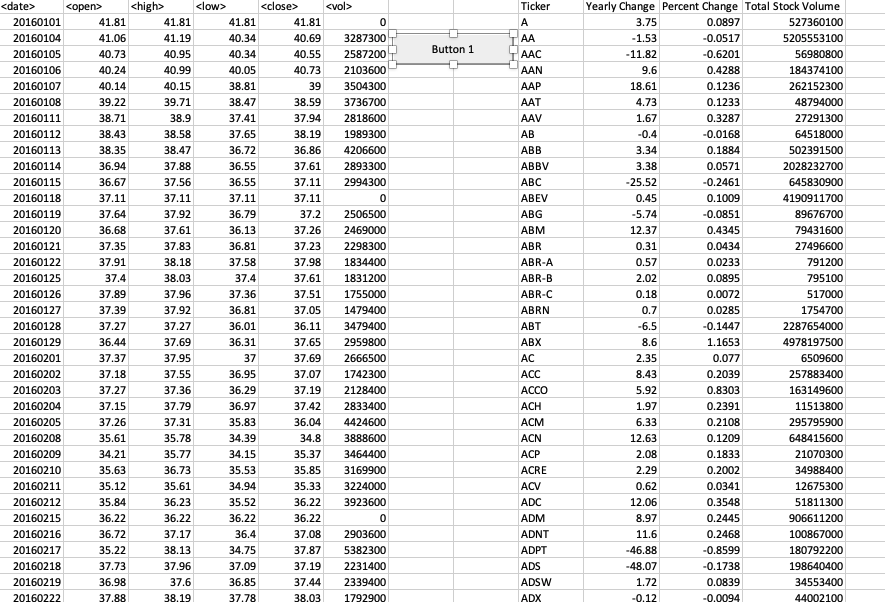 <date> <open> <high> <low> <close> <vol> Ticker Yearly Change Percent Change Total Stock Volume
20160101 41.81 41.81 41.81 41.81 0 A 3.75 0.0897 527360100
20160104 41.06 41.19 40.34 40.69 3287300 AA -1.53 -0.0517 5205553100
Button 1
20160105 40.73 40.95 40.34 40.55 2587200 AAC -11.82 -0.6201 56980800
20160106 40.24 40.99 40.05 40.73 2103600 AAN 9.6 0.4288 184374100
20160107 40.14 40.15 38.81 39 3504300 AAP 18.61 0.1236 262152300
20160108 39.22 39.71 38.47 38.59 3736700 AAT 4.73 0.1233 48794000
20160111 38.71 38.9 37.41 37.94 2818600 AAV 1.67 0.3287 27291300
20160112 38.43 38.58 37.65 38.19 1989300 AB -0.4 -0.0168 64518000
20160113 38.35 38.47 36.72 36.86 4206600 ABB 3.34 0.1884 502391500
20160114 36.94 37.88 36.55 37.61 2893300 ABBV 3.38 0.0571 2028232700
20160115 36.67 37.56 36.55 37.11 2994300 ABC -25.52 -0.2461 645830900
20160118 37.11 37.11 37.11 37.11 0 ABEV 0.45 0.1009 4190911700
20160119 37.64 37.92 36.79 37.2 2506500 ABG -5.74 -0.0851 89676700
20160120 36.68 37.61 36.13 37.26 2469000 ABM 12.37 0.4345 79431600
20160121 37.35 37.83 36.81 37.23 2298300 ABR 0.31 0.0434 27496600
20160122 37.91 38.18 37.58 37.98 1834400 ABR-A 0.57 0.0233 791200
20160125 37.4 38.03 37.4 37.61 1831200 ABR-B 2.02 0.0895 795100
20160126 37.89 37.96 37.36 37.51 1755000 ABR-C 0.18 0.0072 517000
20160127 37.39 37.92 36.81 37.05 1479400 ABRN 0.7 0.0285 1754700
20160128 37.27 37.27 36.01 36.11 3479400 ABT -6.5 -0.1447 2287654000
20160129 36.44 37.69 36.31 37.65 2959800 ABX 8.6 1.1653 4978197500
20160201 37.37 37.95 37 37.69 2666500 AC 2.35 0.077 6509600
20160202 37.18 37.55 36.95 37.07 1742300 ACC 8.43 0.2039 257883400
20160203 37.27 37.36 36.29 37.19 2128400 ACCO 5.92 0.8303 163149600
20160204 37.15 37.79 36.97 37.42 2833400 ACH 1.97 0.2391 11513800
20160205 37.26 37.31 35.83 36.04 4424600 ACM 6.33 0.2108 295795900
20160208 35.61 35.78 34.39 34.8 3888600 ACN 12.63 0.1209 648415600
20160209 34.21 35.77 34.15 35.37 3464400 ACP 2.08 0.1833 21070300
20160210 35.63 36.73 35.53 35.85 3169900 ACRE 2.29 0.2002 34988400
20160211 35.12 35.61 34.94 35.33 3224000 ACV 0.62 0.0341 12675300
20160212 35.84 36.23 35.52 36.22 3923600 ADC 12.06 0.3548 51811300
20160215 36.22 36.22 36.22 36.22 0 ADM 8.97 0.2445 906611200
20160216 36.72 37.17 36.4 37.08 2903600 ADNT 11.6 0.2468 100867000
20160217 35.22 38.13 34.75 37.87 5382300 ADPT -46.88 -0.8599 180792200
20160218 37.73 37.96 37.09 37.19 2231400 ADS -48.07 -0.1738 198640400
20160219 36.98 37.6 36.85 37.44 2339400 ADSW 1.72 0.0839 34553400
20160222 37.88 38.19 37.78 38.03 1792900 ADX -0.12 -0.0094 44002100